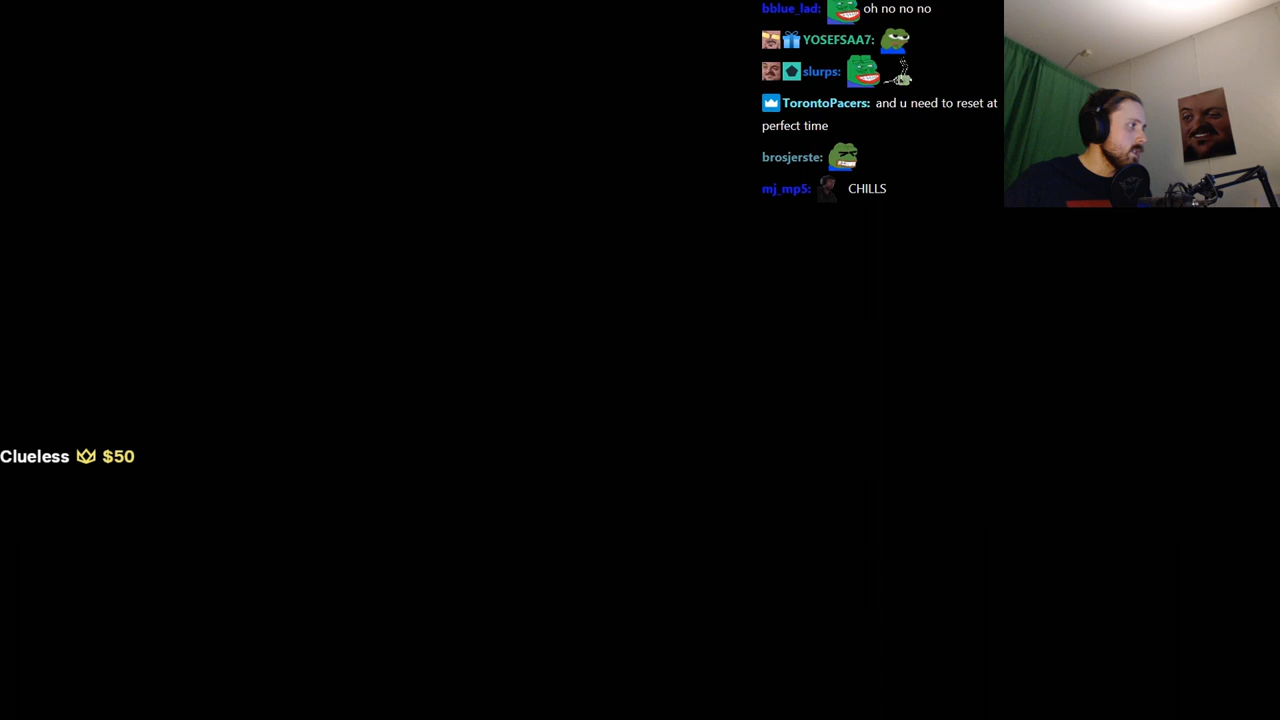 bblue_lad: oh no no no
YOSEFSAA7:
slurps:
TorontoPacers: and u need to reset at
perfect time
brosjerste:
mj_mp5: CHILLS
Clueless $50